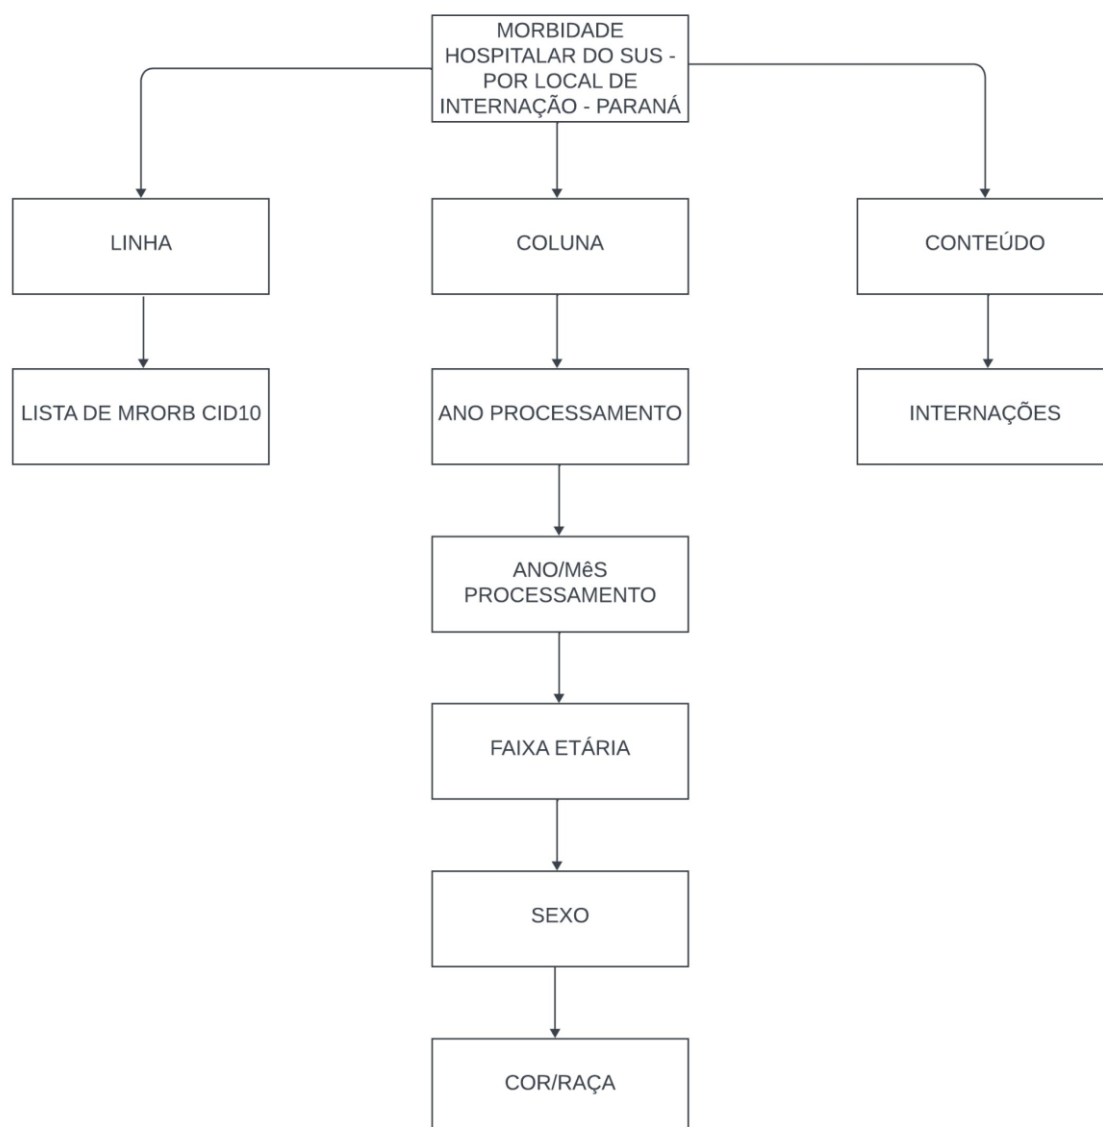 MORBIDADE
HOSPITALAR DO SUS -
POR LOCAL DE
INTERNAÇÃO - PARANÁ
LINHA
COLUNA
CONTEÚDO
LISTA DE MRORB CID10
ANO PROCESSAMENTO
INTERNAÇÕES
ANO/MêS
PROCESSAMENTO
FAIXA ETÁRIA
SEXO
COR/RAÇA